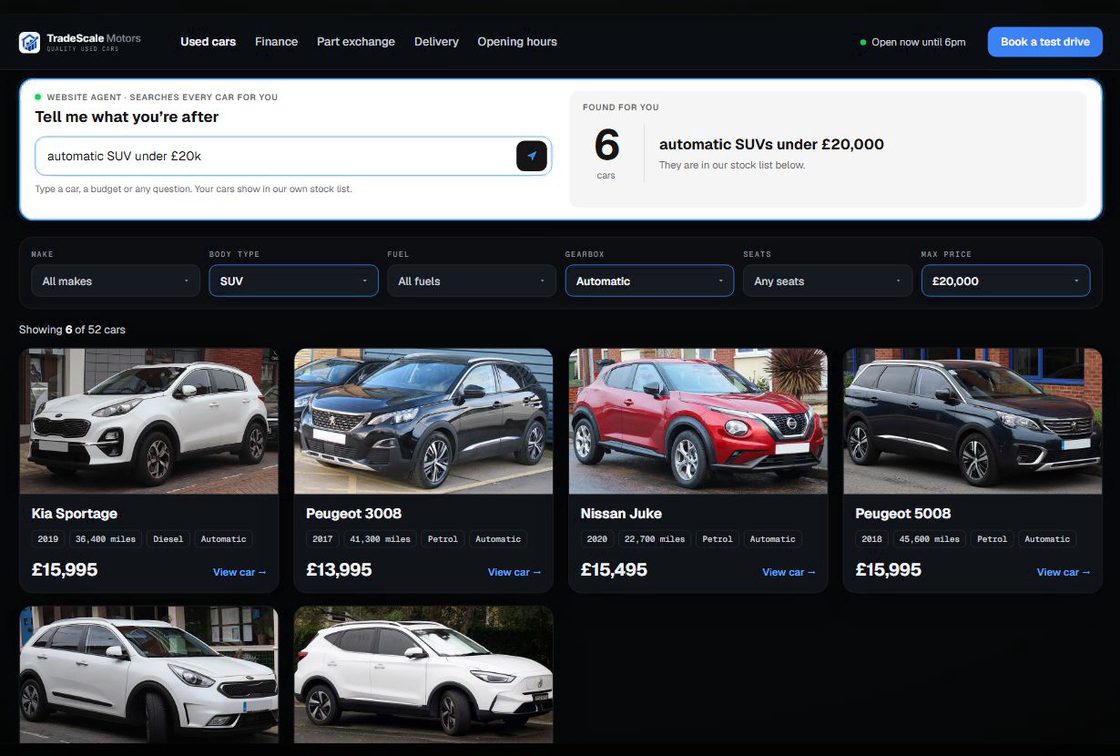 TradeScale Motors
QUALITY USED CARS
Used cars
Finance
Part exchange
Delivery
Opening hours
Open now until 6pm
Book a test drive
WEBSITE AGENT · SEARCHES EVERY CAR FOR YOU
Tell me what you’re after
automatic SUV under £20k
Type a car, a budget or any question. Your cars show in our own stock list.
FOUND FOR YOU
6
cars
automatic SUVs under £20,000
They are in our stock list below.
MAKE
All makes
BODY TYPE
SUV
FUEL
All fuels
GEARBOX
Automatic
SEATS
Any seats
MAX PRICE
£20,000
Showing 6 of 52 cars
Kia Sportage
2019 36,400 miles Diesel Automatic
£15,995 View car →
Peugeot 3008
2017 41,300 miles Petrol Automatic
£13,995 View car →
Nissan Juke
2020 22,700 miles Petrol Automatic
£15,495 View car →
Peugeot 5008
2018 45,600 miles Petrol Automatic
£15,995 View car →